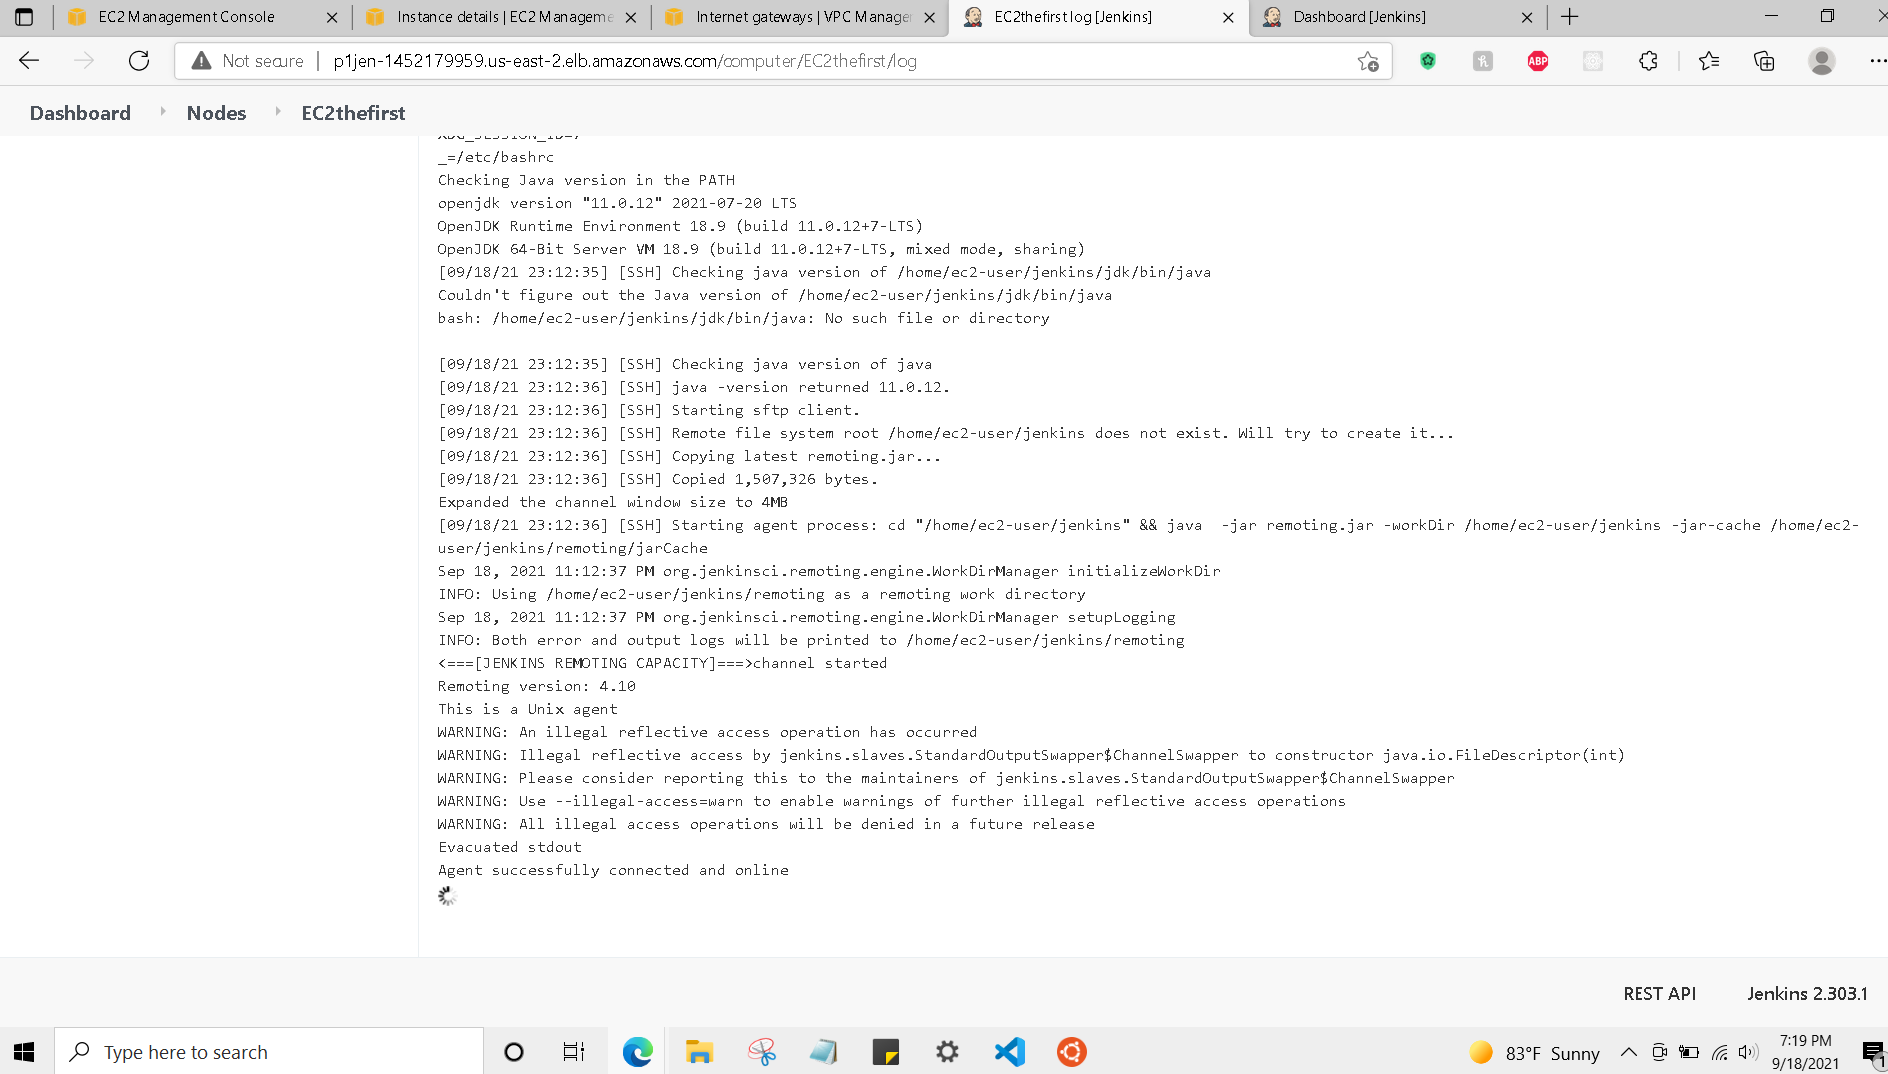 EC2 Management Console
Instance details | EC2 Manageme
Internet gateways | VPC Manager
EC2thefirst log [Jenkins]
Dashboard [Jenkins]
Not secure
p1jen-1452179959.us-east-2.elb.amazonaws.com/computer/EC2thefirst/log
ABP
Dashboard
Nodes
EC2thefirst
XDG_SESSION_ID=7
_=/etc/bashrc
Checking Java version in the PATH
openjdk version "11.0.12" 2021-07-20 LTS
OpenJDK Runtime Environment 18.9 (build 11.0.12+7-LTS)
OpenJDK 64-Bit Server VM 18.9 (build 11.0.12+7-LTS, mixed mode, sharing)
[09/18/21 23:12:35] [SSH] Checking java version of /home/ec2-user/jenkins/jdk/bin/java
Couldn't figure out the Java version of /home/ec2-user/jenkins/jdk/bin/java
bash: /home/ec2-user/jenkins/jdk/bin/java: No such file or directory
[09/18/21 23:12:35] [SSH] Checking java version of java
[09/18/21 23:12:36] [SSH] java -version returned 11.0.12.
[09/18/21 23:12:36] [SSH] Starting sftp client.
[09/18/21 23:12:36] [SSH] Remote file system root /home/ec2-user/jenkins does not exist. Will try to create it...
[09/18/21 23:12:36] [SSH] Copying latest remoting.jar...
[09/18/21 23:12:36] [SSH] Copied 1,507,326 bytes.
Expanded the channel window size to 4MB
[09/18/21 23:12:36] [SSH] Starting agent process: cd "/home/ec2-user/jenkins" && java  -jar remoting.jar -workDir /home/ec2-user/jenkins -jar-cache /home/ec2-
user/jenkins/remoting/jarCache
Sep 18, 2021 11:12:37 PM org.jenkinsci.remoting.engine.WorkDirManager initializeWorkDir
INFO: Using /home/ec2-user/jenkins/remoting as a remoting work directory
Sep 18, 2021 11:12:37 PM org.jenkinsci.remoting.engine.WorkDirManager setupLogging
INFO: Both error and output logs will be printed to /home/ec2-user/jenkins/remoting
<===[JENKINS REMOTING CAPACITY]===>channel started
Remoting version: 4.10
This is a Unix agent
WARNING: An illegal reflective access operation has occurred
WARNING: Illegal reflective access by jenkins.slaves.StandardOutputSwapper$ChannelSwapper to constructor java.io.FileDescriptor(int)
WARNING: Please consider reporting this to the maintainers of jenkins.slaves.StandardOutputSwapper$ChannelSwapper
WARNING: Use --illegal-access=warn to enable warnings of further illegal reflective access operations
WARNING: All illegal access operations will be denied in a future release
Evacuated stdout
Agent successfully connected and online
REST API
Jenkins 2.303.1
Type here to search
83°F Sunny
7:19 PM
9/18/2021
1